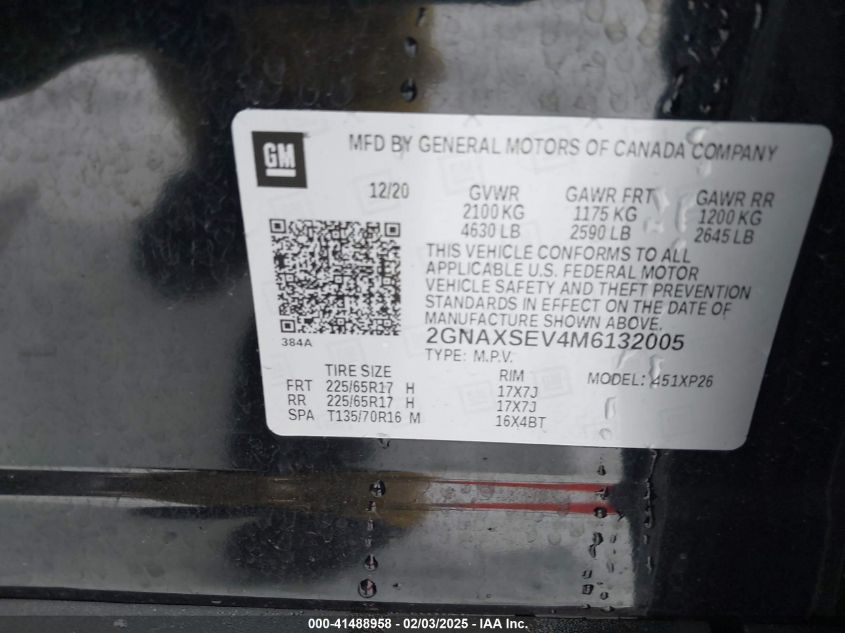 GM
MFD BY GENERAL MOTORS OF CANADA COMPANY
12/20 GVWR GAWR FRT GAWR RR
2100 KG 1175 KG 1200 KG
4630 LB 2590 LB 2645 LB
THIS VEHICLE CONFORMS TO ALL
APPLICABLE U.S. FEDERAL MOTOR
VEHICLE SAFETY AND THEFT PREVENTION
STANDARDS IN EFFECT ON THE DATE OF
MANUFACTURE SHOWN ABOVE.
384A
2GNAXSEV4M6132005
TYPE: M.P.V. MODEL: 451XP26
TIRE SIZE RIM
FRT 225/65R17 H 17X7J
RR 225/65R17 H 17X7J
SPA T135/70R16 M 16X4BT
000-41488958 - 02/03/2025 - COPART, INC.